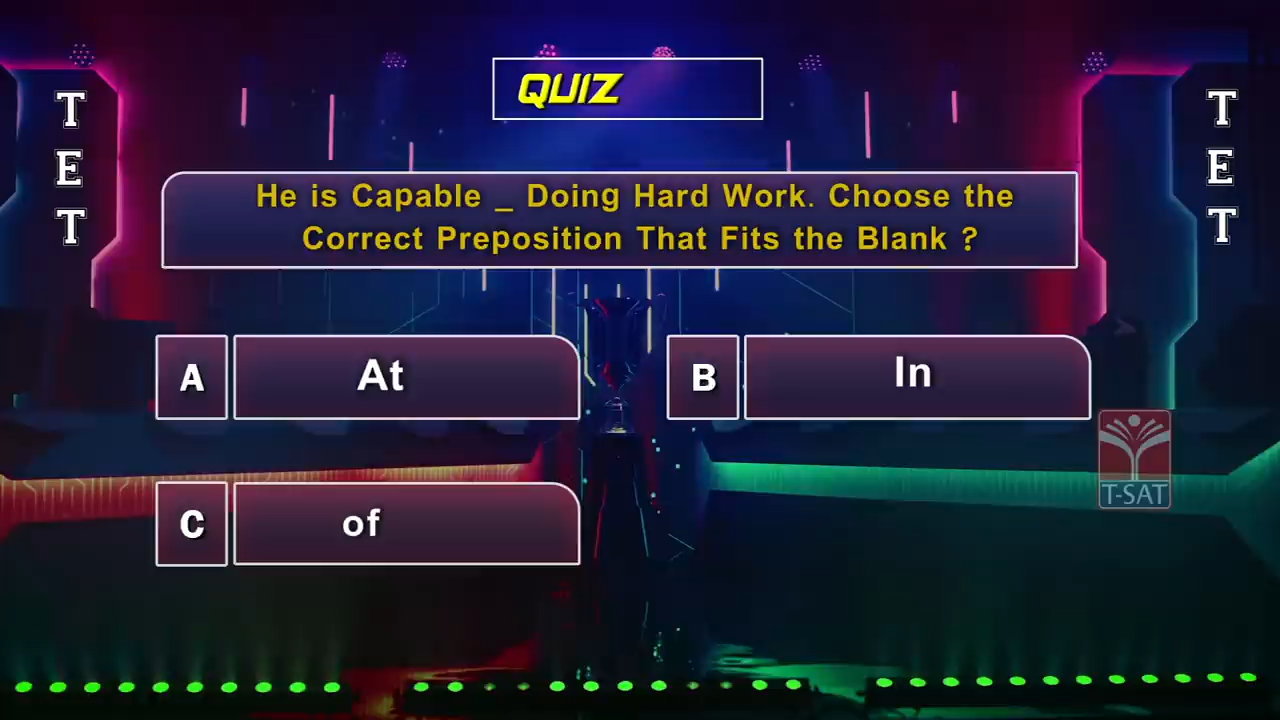 QUIZ
T
E
T
T
E
T
He is Capable _ Doing Hard Work. Choose the
Correct Preposition That Fits the Blank ?
A
At
B
In
C
of
T-SAT